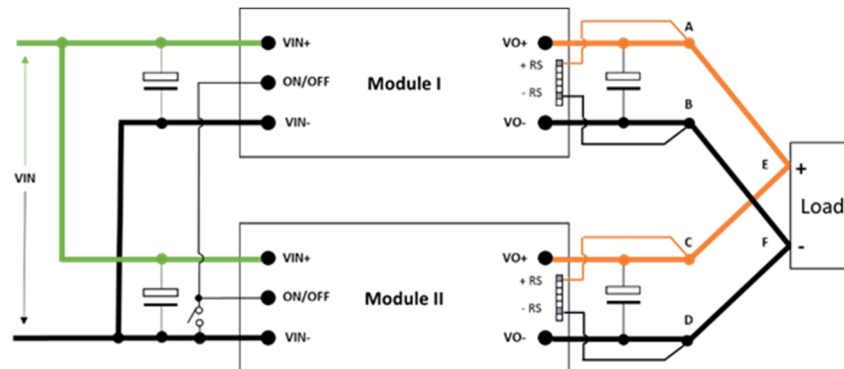 VIN
VIN+
ON/OFF
VIN-
Module I
VO+
+ RS
- RS
VO-
A
B
VIN+
ON/OFF
VIN-
Module II
VO+
+ RS
- RS
VO-
C
D
E
F
+
Load
-